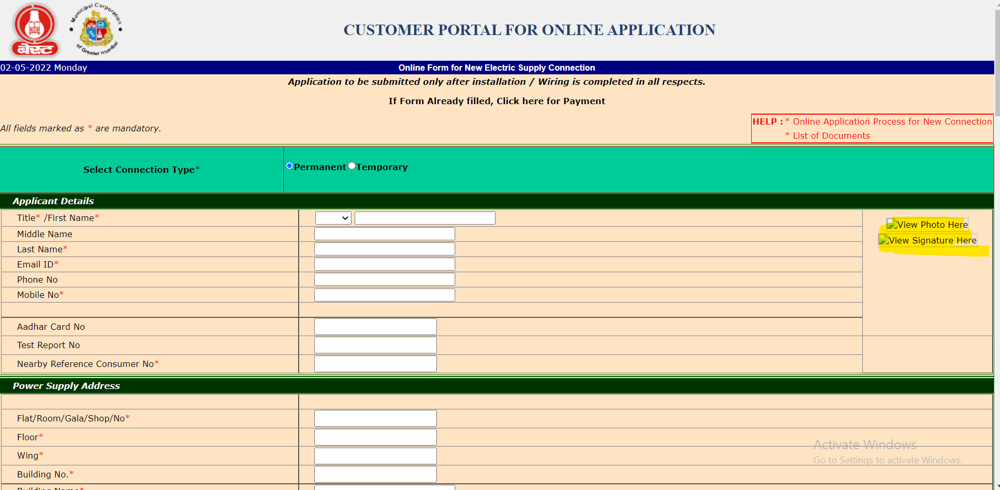 बेस्ट
Municipal Corporation
of Greater mumbai
CUSTOMER PORTAL FOR ONLINE APPLICATION
02-05-2022 Monday
Online Form for New Electric Supply Connection
Application to be submitted only after installation / Wiring is completed in all respects.
If Form Already filled, Click here for Payment
All fields marked as * are mandatory.
HELP : * Online Application Process for New Connection
* List of Documents
Select Connection Type*
Permanent Temporary
Applicant Details
Title* /First Name*
View Photo Here
Middle Name
View Signature Here
Last Name*
Email ID*
Phone No
Mobile No*
Aadhar Card No
Test Report No
Nearby Reference Consumer No*
Power Supply Address
Flat/Room/Gala/Shop/No*
Floor*
Wing*
Building No.*
Building Name*
Activate Windows
Go to Settings to activate Windows.